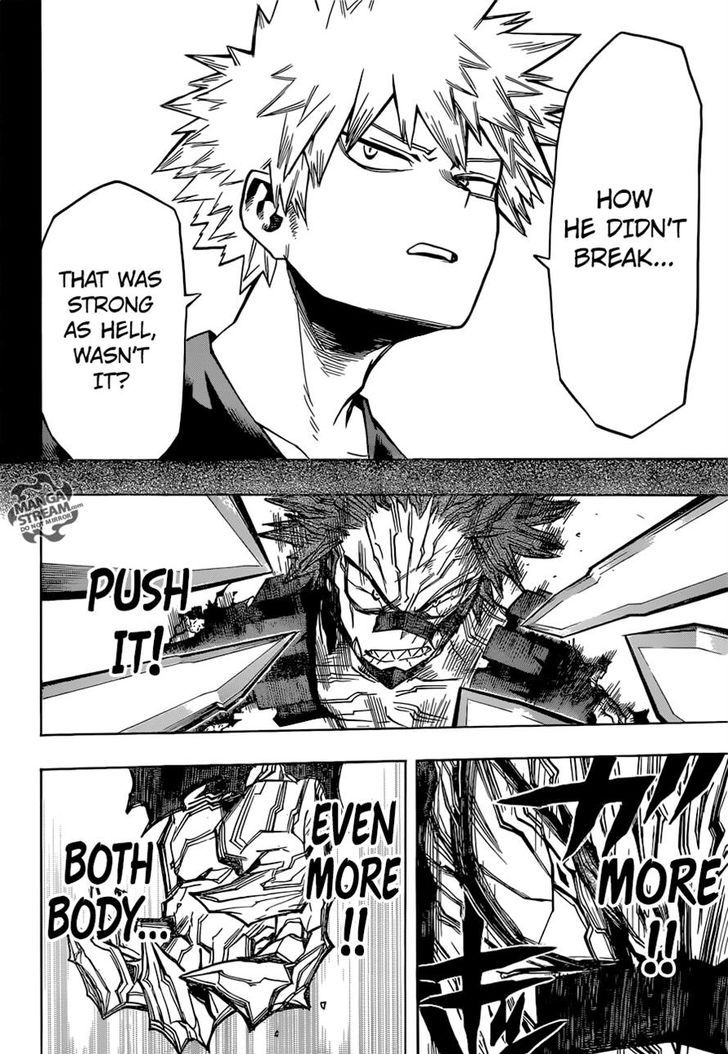 HOW
HE DIDN'T
BREAK...
THAT WAS
STRONG
AS HELL,
WASN'T
IT?
MANGA
STREAM.com
DO NOT MIRROR
PUSH
IT!
MORE
!!
EVEN
MORE
!!
BOTH
BODY...